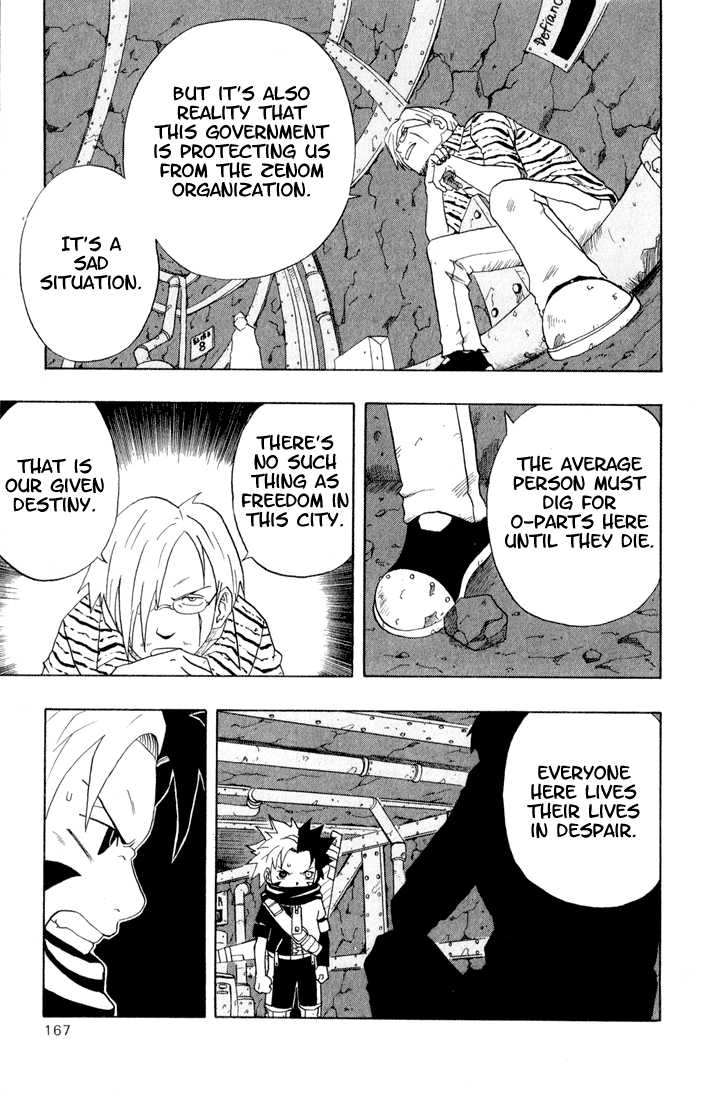 Defianc
BUT IT'S ALSO
REALITY THAT
THIS GOVERNMENT
IS PROTECTING US
FROM THE ZENOM
ORGANIZATION.
IT'S A
SAD
SITUATION.
8
THE AVERAGE
PERSON MUST
DIG FOR
O-PARTS HERE
UNTIL THEY DIE.
THERE'S
NO SUCH
THING AS
FREEDOM IN
THIS CITY.
THAT IS
OUR GIVEN
DESTINY.
EVERYONE
HERE LIVES
THEIR LIVES
IN DESPAIR.
167